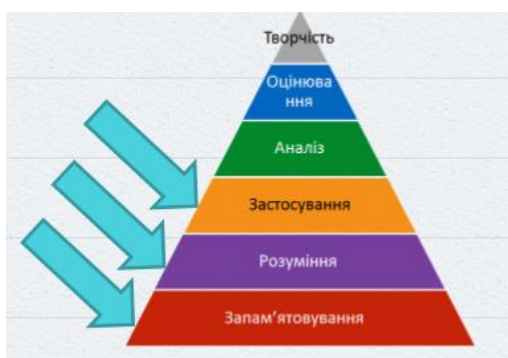 Творчість
Оцінюва
ння
Аналіз
Застосування
Розуміння
Запам’ятовування